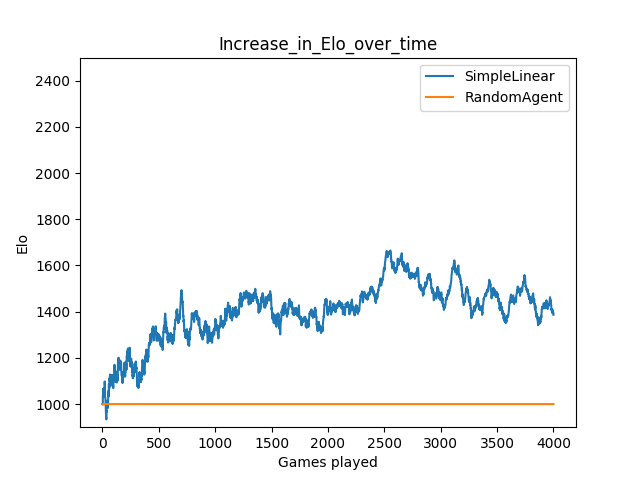 Increase_in_Elo_over_time
SimpleLinear
RandomAgent
2400
2200
2000
1800
1600
1400
1200
1000
Elo
0 500 1000 1500 2000 2500 3000 3500 4000
Games played